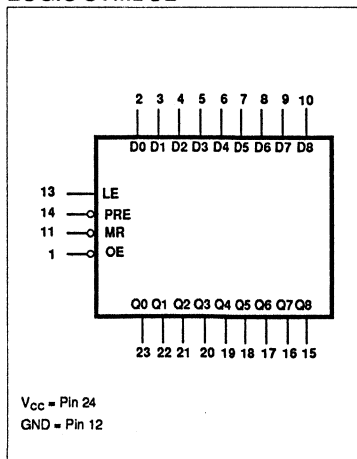 2 3 4 5 6 7 8 9 10
D0 D1 D2 D3 D4 D5 D6 D7 D8
13 LE
14 PRE
11 MR
1 OE
Q0 Q1 Q2 Q3 Q4 Q5 Q6 Q7 Q8
23 22 21 20 19 18 17 16 15
VCC = Pin 24
GND = Pin 12